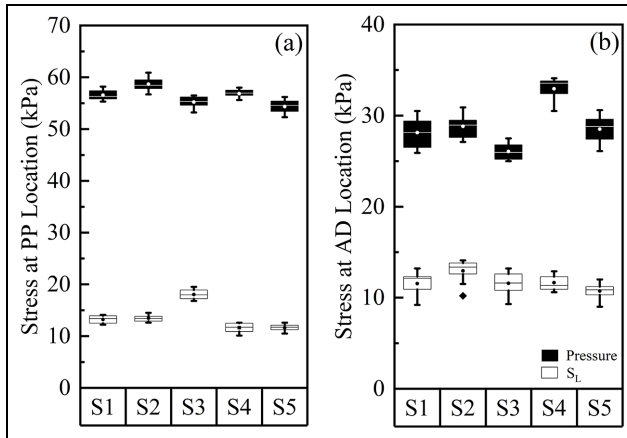 (a)
Stress at PP Location (kPa)
70
60
50
40
30
20
10
0
S1 S2 S3 S4 S5
(b)
Stress at AD Location (kPa)
40
30
20
10
0
Pressure
S_L
S1 S2 S3 S4 S5